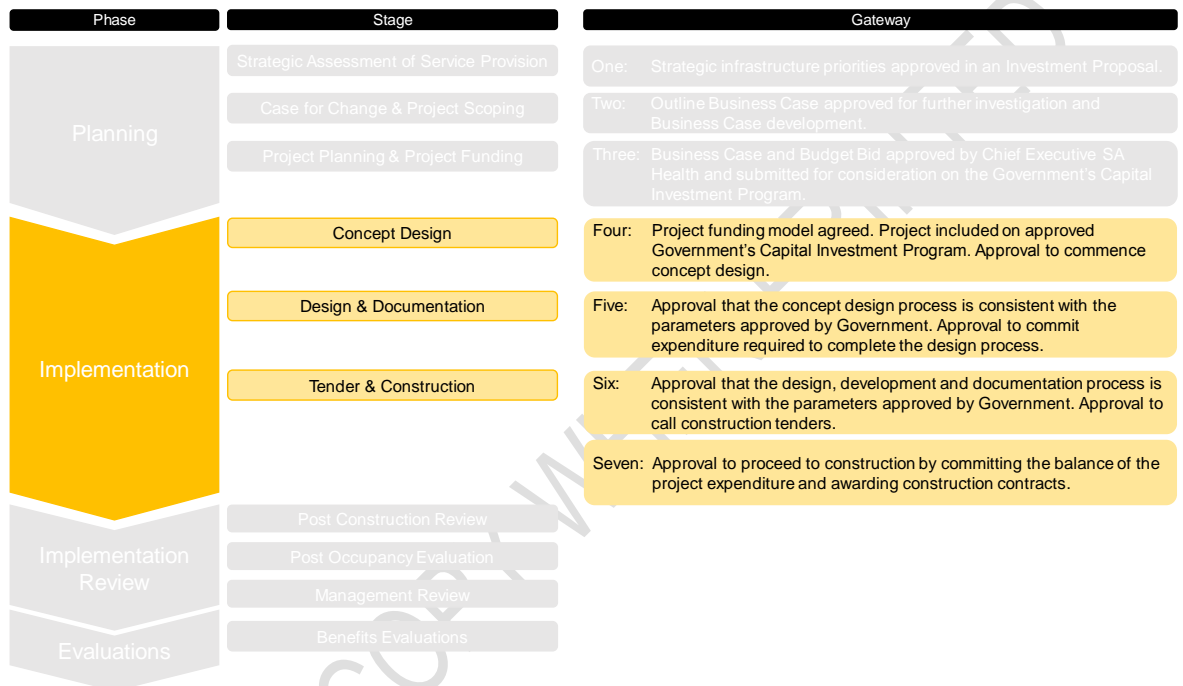 Phase
Stage
Gateway
Planning
Strategic Assessment of Service Provision
Case for Change & Project Scoping
Project Planning & Project Funding
One: Strategic infrastructure priorities approved in an Investment Proposal.
Two: Outline Business Case approved for further investigation and
Business Case development.
Three: Business Case and Budget Bid approved by Chief Executive SA
Health and submitted for consideration on the Government's Capital
Investment Program.
Implementation
Concept Design
Design & Documentation
Tender & Construction
Four: Project funding model agreed. Project included on approved
Government's Capital Investment Program. Approval to commence
concept design.
Five: Approval that the concept design process is consistent with the
parameters approved by Government. Approval to commit
expenditure required to complete the design process.
Six: Approval that the design, development and documentation process is
consistent with the parameters approved by Government. Approval to
call construction tenders.
Seven: Approval to proceed to construction by committing the balance of the
project expenditure and awarding construction contracts.
Implementation
Review
Post Construction Review
Post Occupancy Evaluation
Management Review
Evaluations
Benefits Evaluations
COPY